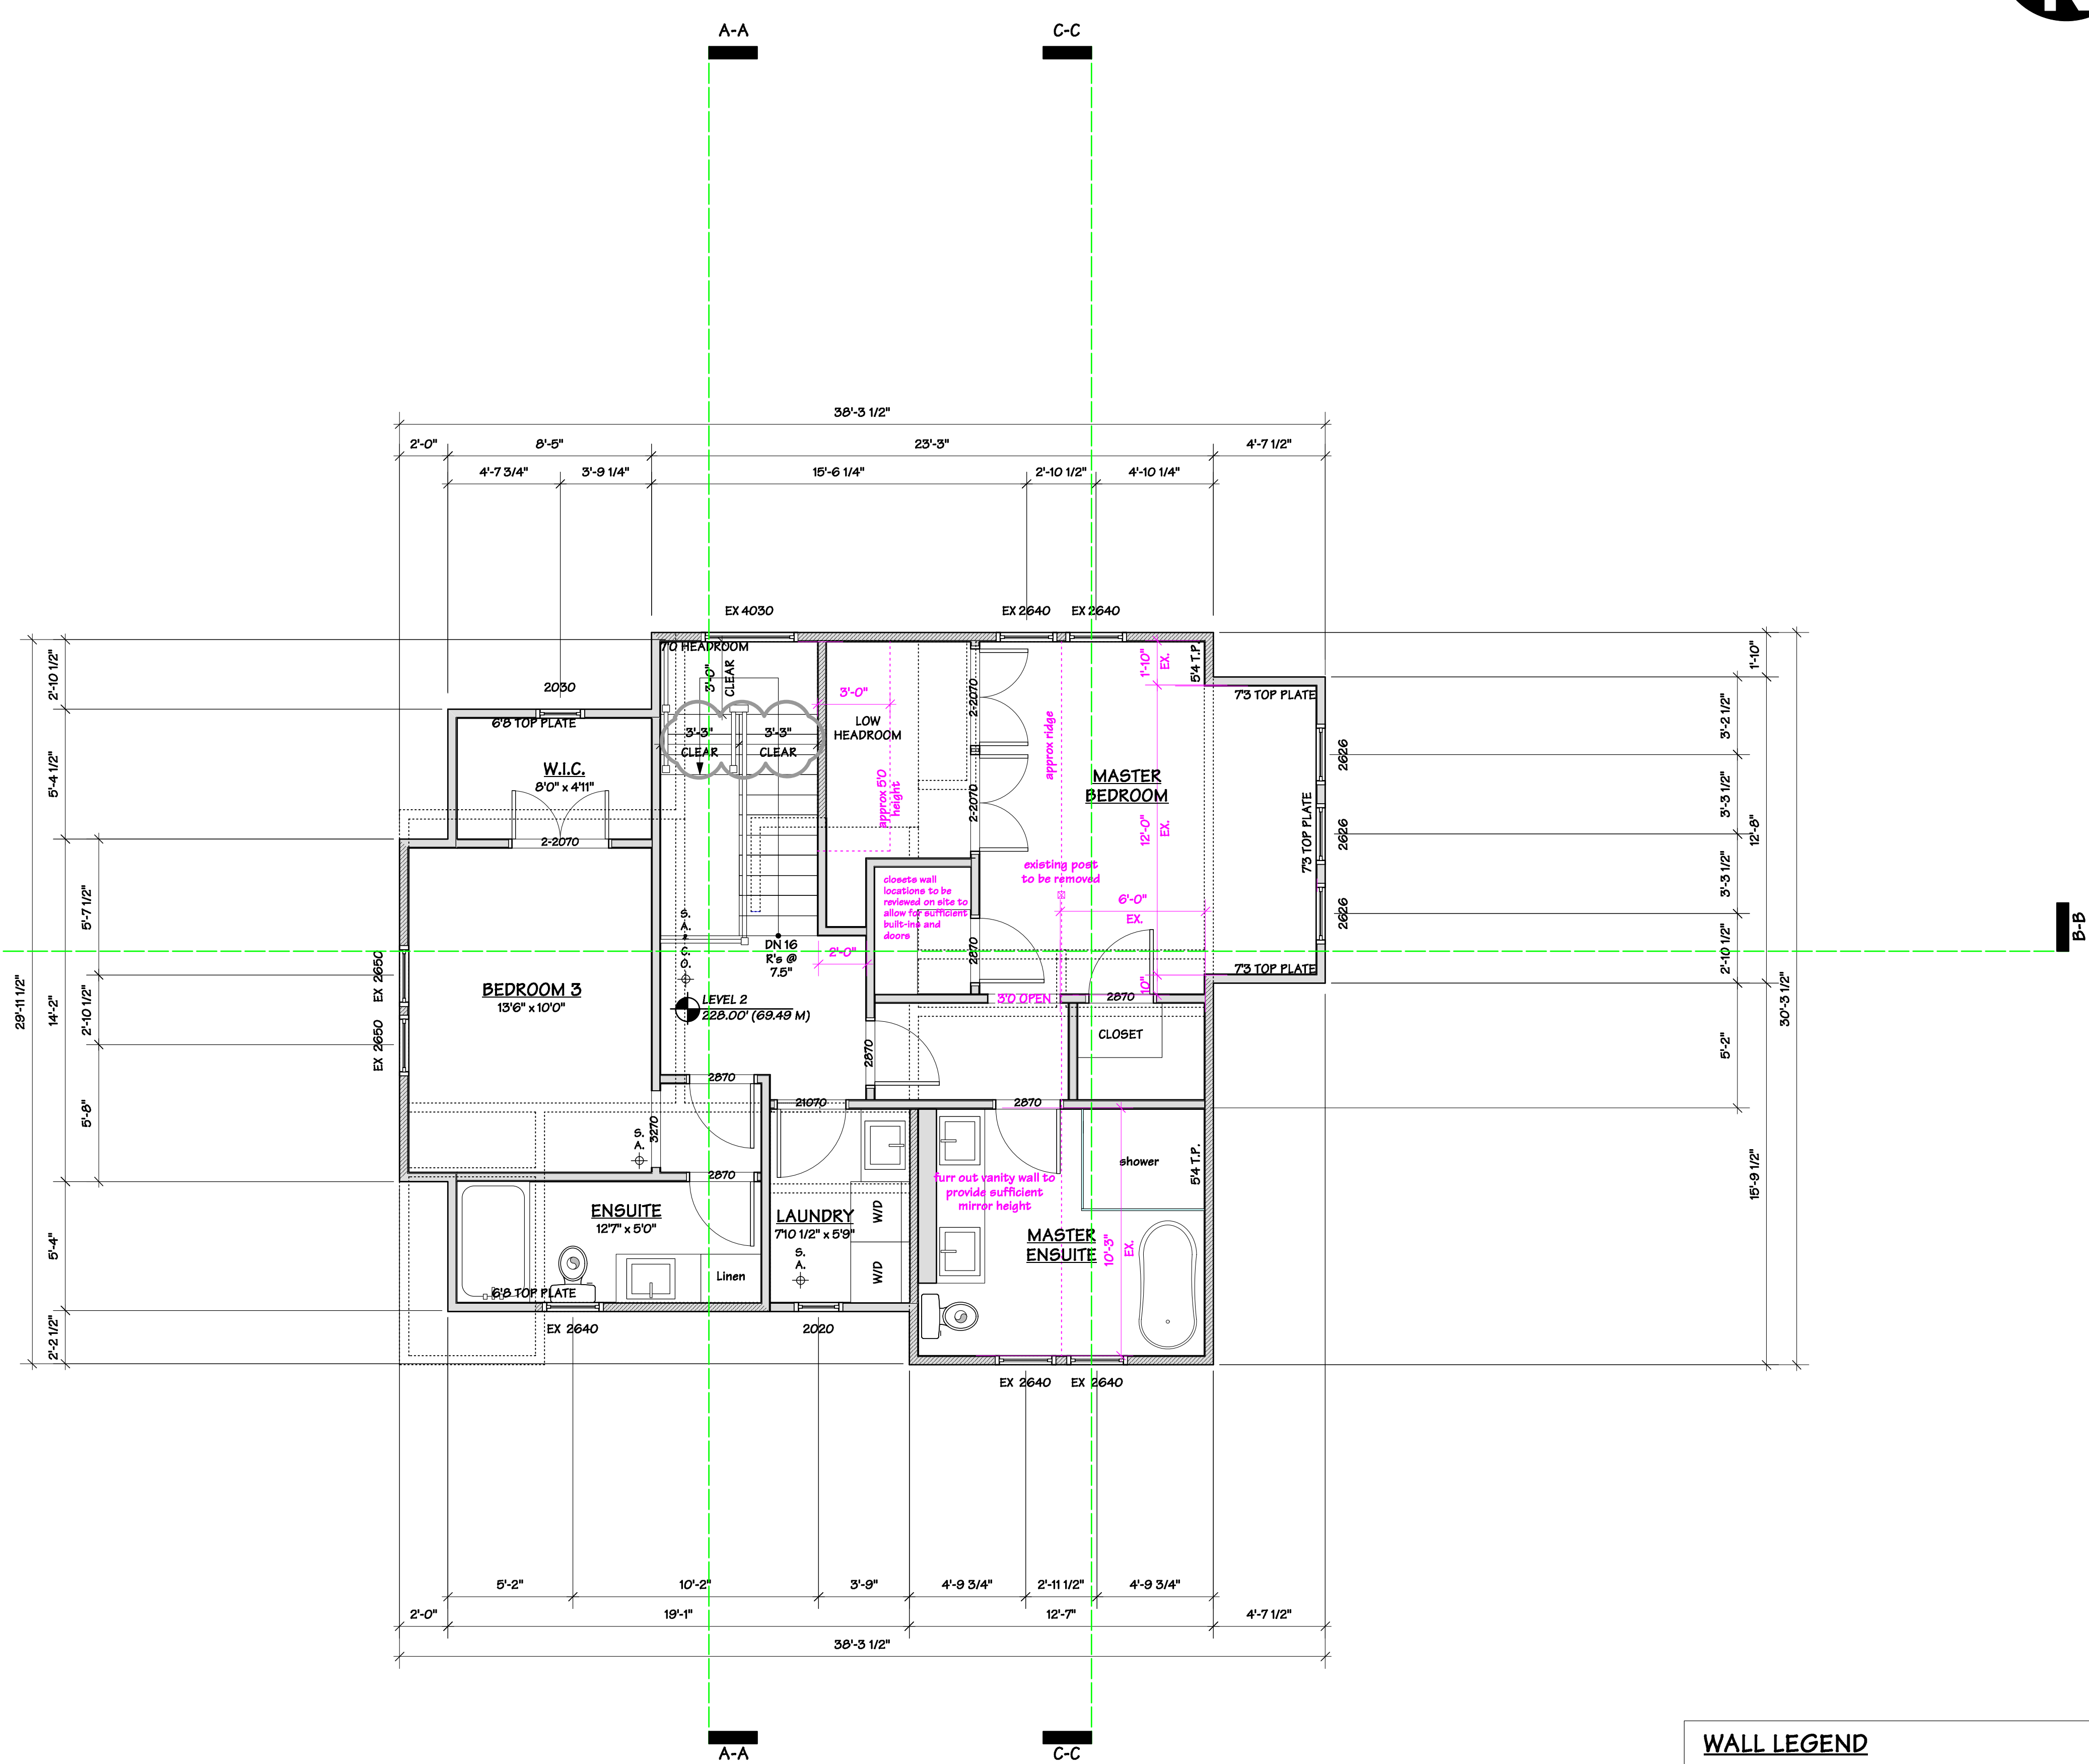 A-A
C-C
38'-3 1/2"
2'-0"
8'-5"
23'-3"
4'-7 1/2"
4'-7 3/4"
3'-9 1/4"
15'-6 1/4"
2'-10 1/2"
4'-10 1/4"
EX 4030
EX 2640
EX 2640
7'0 HEADROOM
3'-0"
CLEAR
3'-3"
CLEAR
3'-3"
CLEAR
2030
6'8 TOP PLATE
W.I.C.
8'0" x 4'11"
2-2070
3'-0"
LOW
HEADROOM
approx 5'0
height
2-2070
2-2070
approx ridge
1'-10"
EX.
5'4 T.P.
MASTER
BEDROOM
12'-0"
EX.
7'3 TOP PLATE
7'3 TOP PLATE
7'3 TOP PLATE
2626
2626
2626
existing post
to be removed
6'-0"
EX.
10"
closets wall
locations to be
reviewed on site to
allow for sufficient
built-ins and
doors
2870
3'0 OPEN
2870
CLOSET
2'-0"
DN 16
R's @
7.5"
S.
A.
&
C.
O.
LEVEL 2
228.00' (69.49 M)
BEDROOM 3
13'6" x 10'0"
EX 2650
EX 2650
2870
2870
21070
2870
3270
S.
A.
2870
ENSUITE
12'7" x 5'0"
Linen
6'8 TOP PLATE
LAUNDRY
7'10 1/2" x 5'9"
S.
A.
W/D
W/D
furr out vanity wall to
provide sufficient
mirror height
shower
5'4 T.P.
MASTER
ENSUITE
10'-3"
EX.
EX 2640
2020
EX 2640
EX 2640
29'-11 1/2"
2'-10 1/2"
5'-4 1/2"
14'-2"
5'-4"
2'-2 1/2"
5'-7 1/2"
2'-10 1/2"
5'-8"
3'-2 1/2"
3'-3 1/2"
3'-3 1/2"
2'-10 1/2"
5'-2"
1'-10"
12'-8"
15'-9 1/2"
30'-3 1/2"
B-B
5'-2"
10'-2"
3'-9"
4'-9 3/4"
2'-11 1/2"
4'-9 3/4"
2'-0"
19'-1"
12'-7"
4'-7 1/2"
38'-3 1/2"
A-A
C-C
WALL LEGEND